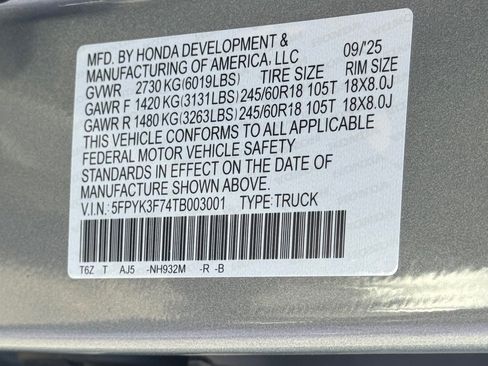 MFD. BY HONDA DEVELOPMENT & 09/'25
MANUFACTURING OF AMERICA, LLC
GVWR 2730 KG(6019LBS) TIRE SIZE RIM SIZE
GAWR F 1420 KG(3131LBS) 245/60R18 105T 18X8.0J
GAWR R 1480 KG(3263LBS) 245/60R18 105T 18X8.0J
THIS VEHICLE CONFORMS TO ALL APPLICABLE
FEDERAL MOTOR VEHICLE SAFETY
STANDARDS IN EFFECT ON THE DATE OF
MANUFACTURE SHOWN ABOVE.
V.I.N.: 5FPYK3F74TB003001 TYPE: TRUCK
T6Z T AJ5 -NH932M -R -B